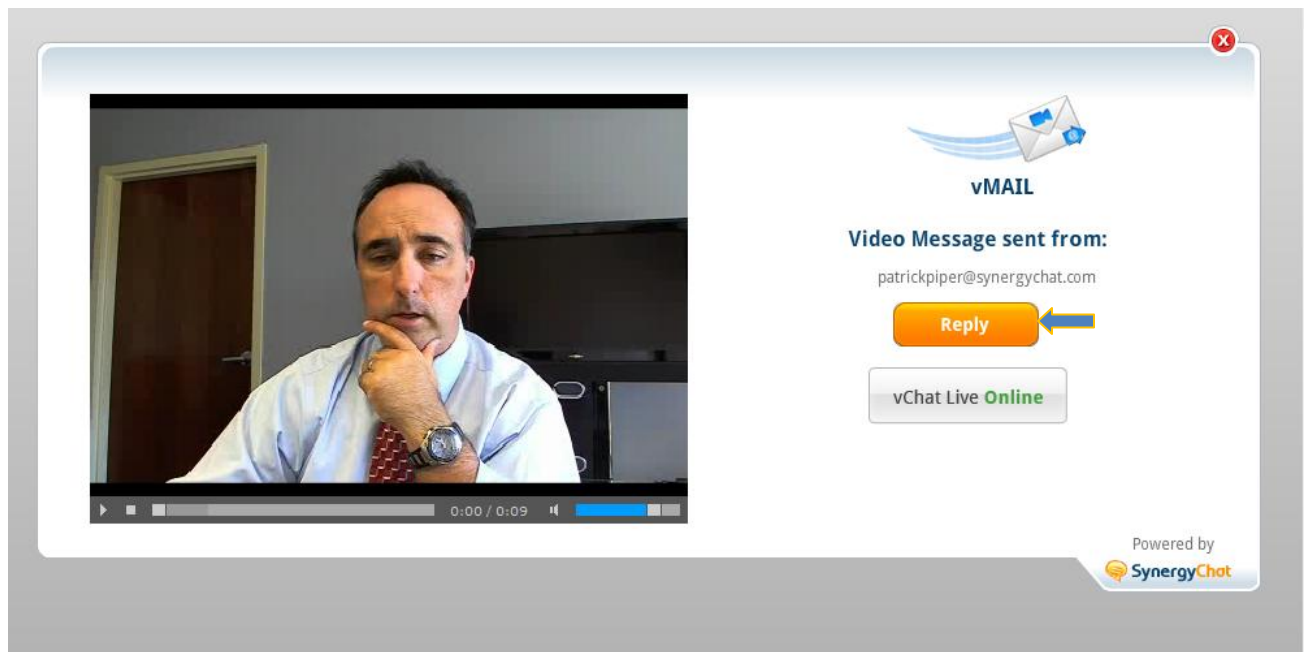 X
vMAIL
Video Message sent from:
patrickpiper@synergychat.com
Reply
vChat Live Online
0:00 / 0:09
Powered by
SynergyChat